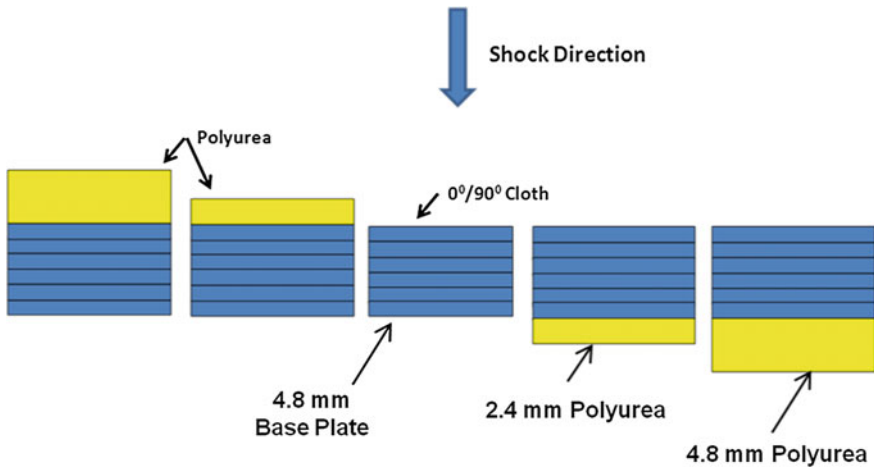 Shock Direction
Polyurea
0⁰/90⁰ Cloth
4.8 mm
Base Plate
2.4 mm Polyurea
4.8 mm Polyurea